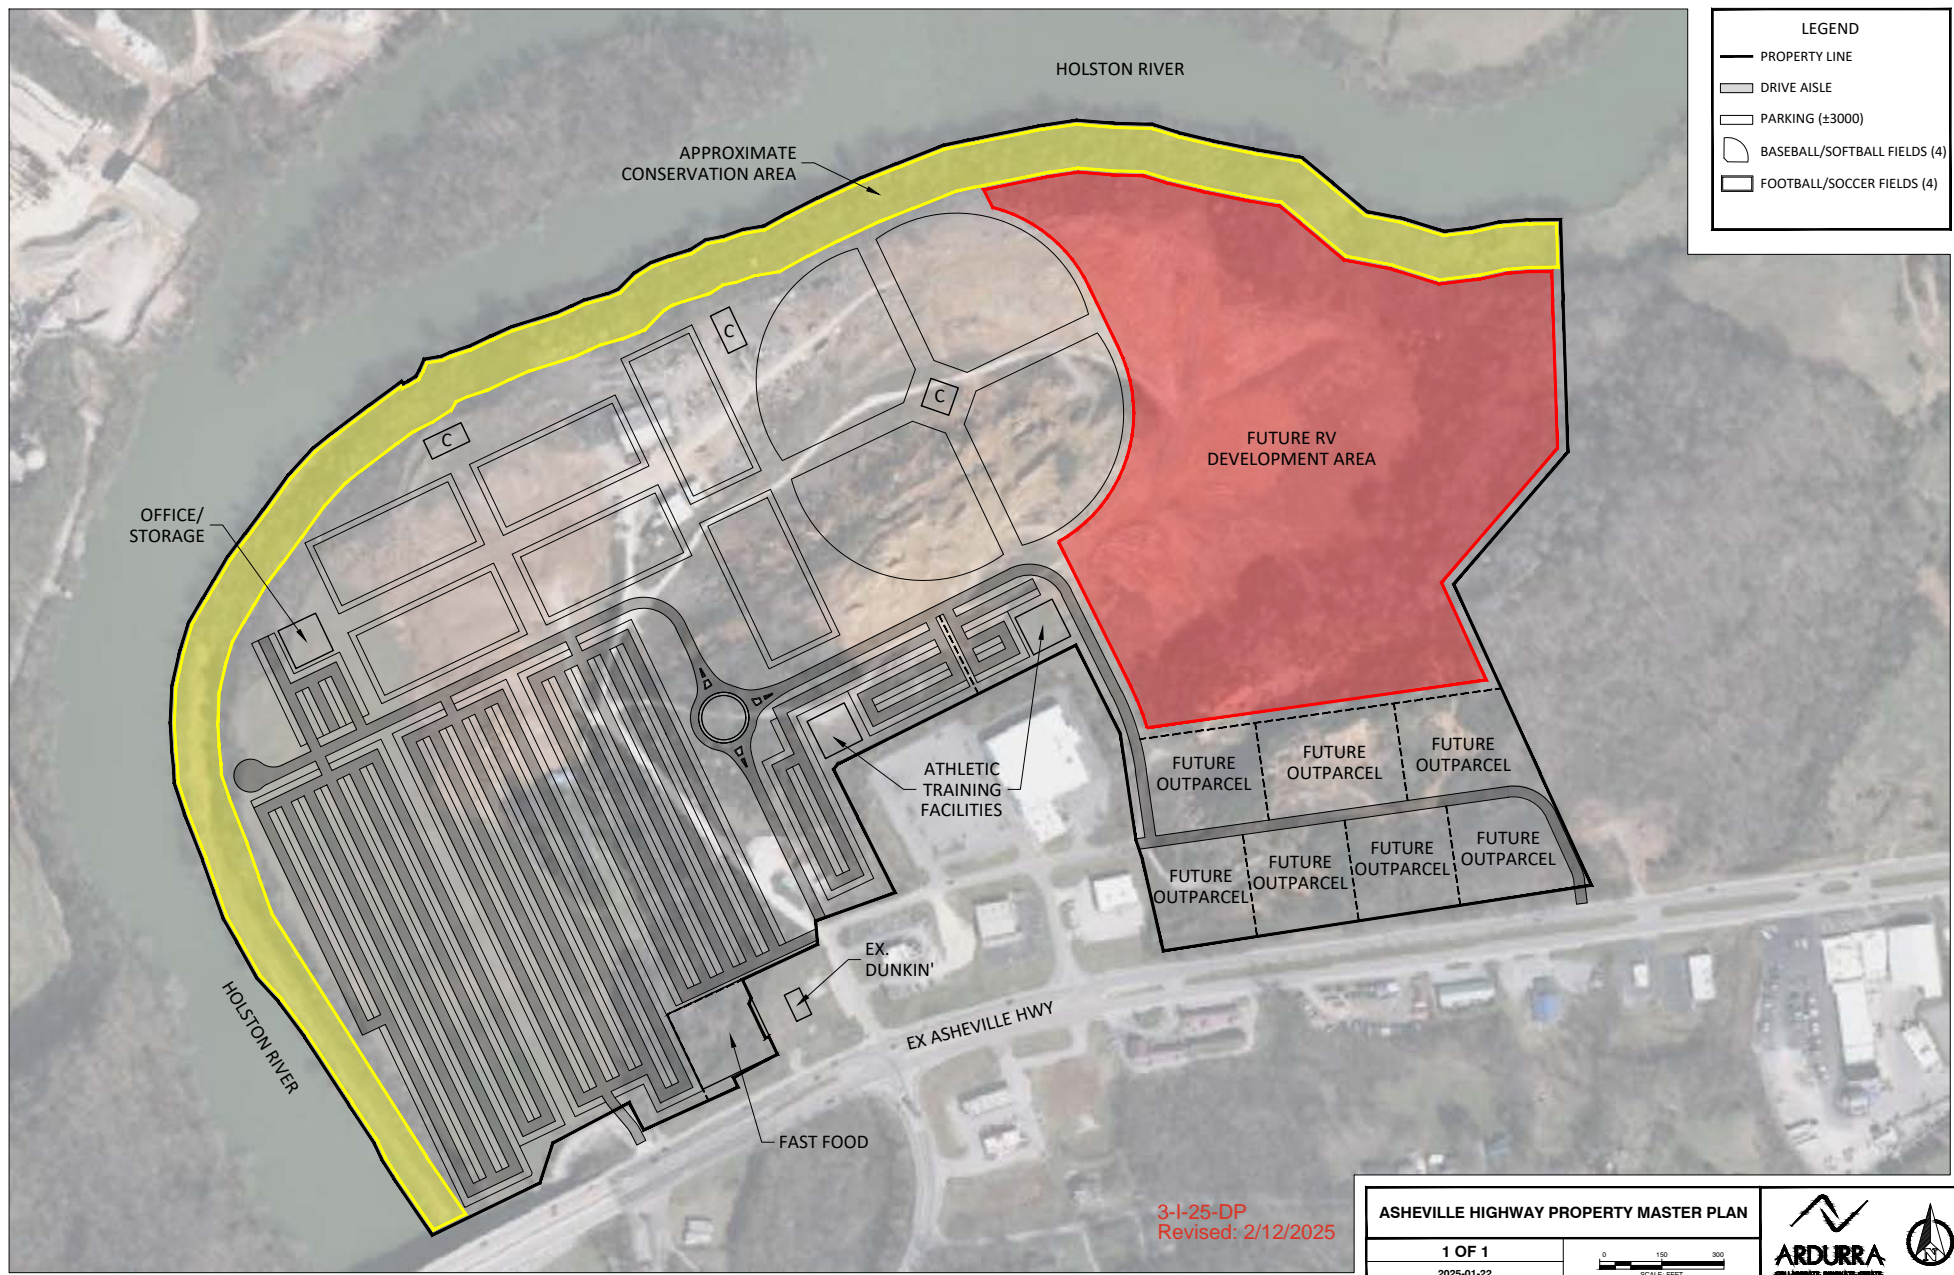 LEGEND
PROPERTY LINE
DRIVE AISLE
PARKING (±3000)
BASEBALL/SOFTBALL FIELDS (4)
FOOTBALL/SOCCER FIELDS (4)
HOLSTON RIVER
APPROXIMATE
CONSERVATION AREA
C
C
C
FUTURE RV
DEVELOPMENT AREA
OFFICE/
STORAGE
ATHLETIC
TRAINING
FACILITIES
FUTURE
OUTPARCEL
FUTURE
OUTPARCEL
FUTURE
OUTPARCEL
FUTURE
OUTPARCEL
FUTURE
OUTPARCEL
FUTURE
OUTPARCEL
FUTURE
OUTPARCEL
EX.
DUNKIN'
HOLSTON RIVER
EX ASHEVILLE HWY
FAST FOOD
3-I-25-DP
Revised: 2/12/2025
ASHEVILLE HIGHWAY PROPERTY MASTER PLAN
1 OF 1
2025-01-22
0 150 300
SCALE: FEET
ARDURRA
N